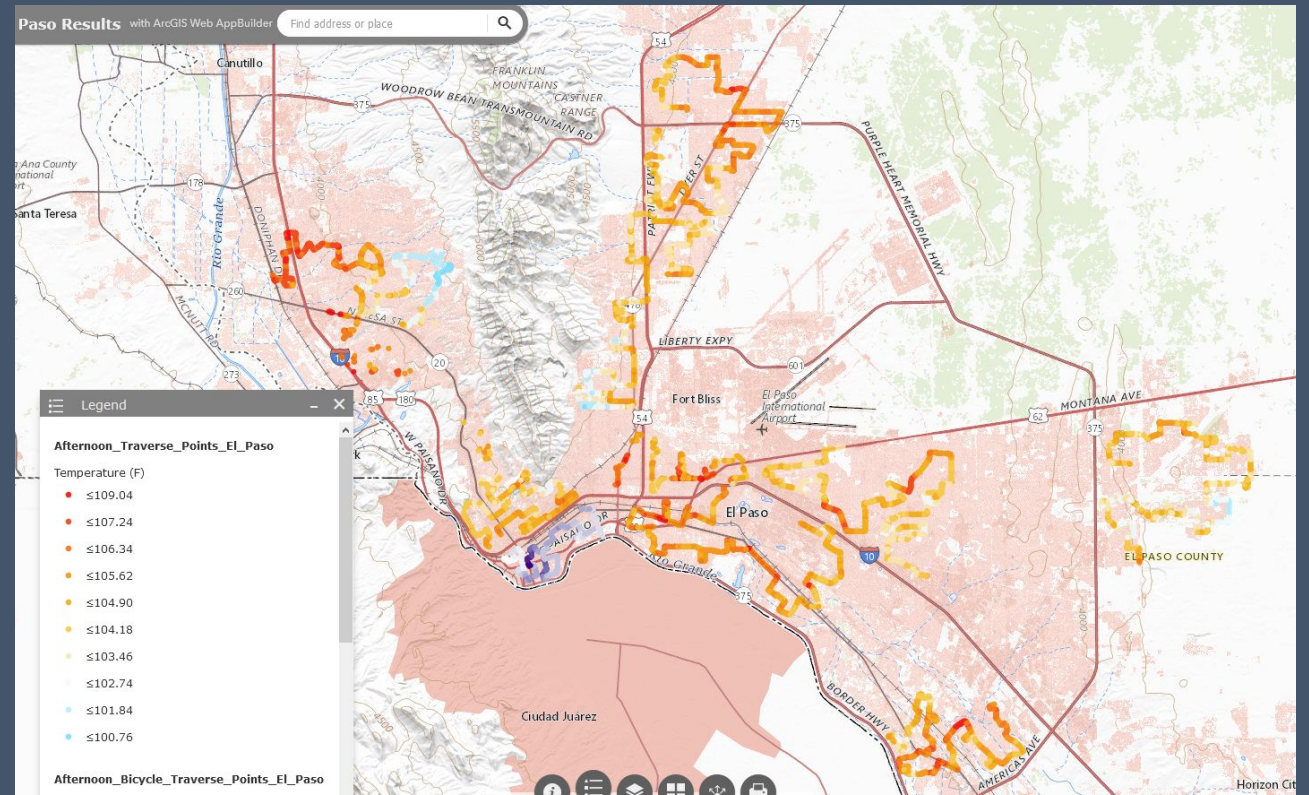 Paso Results with ArcGIS Web AppBuilder
Find address or place
54
Canutillo
FRANKLIN
MOUNTAINS
CASTNER
RANGE
WOODROW BEAN TRANSMOUNTAIN RD
375
375
PURPLE HEART MEMORIAL HWY
4500
4500
4000
178
Santa Teresa
Rio Grande
DONIPHAN D
260
MCNUTT RD
273
20
LIBERTY EXPY
601
Fort Bliss
El Paso
International
Airport
85
180
54
62
MONTANA AVE
375
W PAISANO DR
El Paso
10
EL PASO COUNTY
Rio Grande
375
4000
Ciudad Juárez
BORDER HWY
AMERICAS AVE
Horizon Cit
4500
Legend
Afternoon_Traverse_Points_El_Paso
Temperature (F)
≤109.04
≤107.24
≤106.34
≤105.62
≤104.90
≤104.18
≤103.46
≤102.74
≤101.84
≤100.76
Afternoon_Bicycle_Traverse_Points_El_Paso